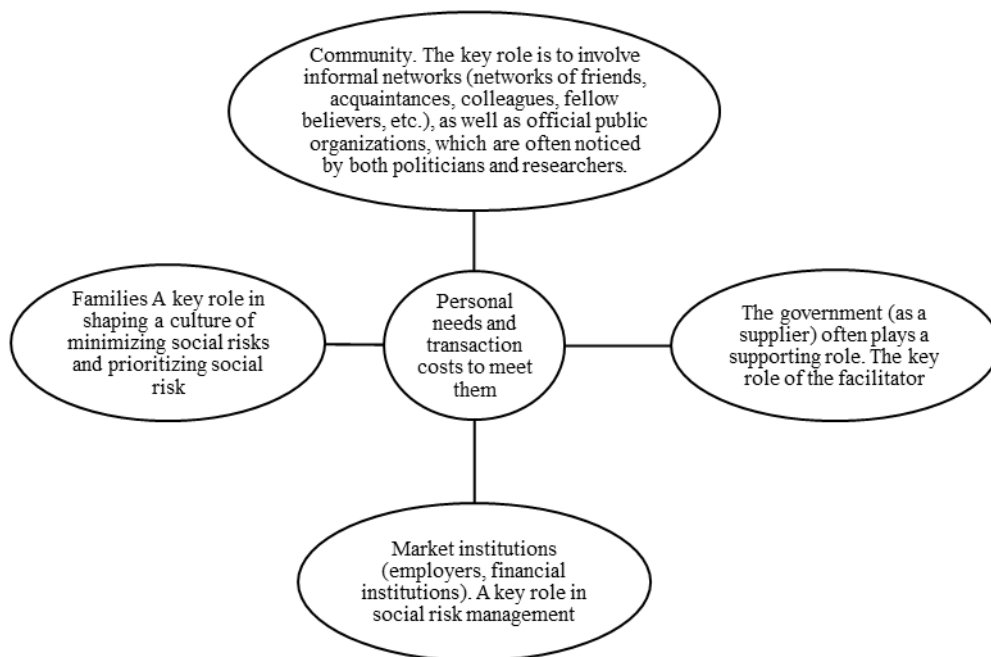 Community. The key role is to involve
informal networks (networks of friends,
acquaintances, colleagues, fellow
believers, etc.), as well as official public
organizations, which are often noticed
by both politicians and researchers.
Families A key role in
shaping a culture of
minimizing social risks
and prioritizing social
risk
Personal
needs and
transaction
costs to meet
them
The government (as a
supplier) often plays a
supporting role. The key
role of the facilitator
Market institutions
(employers, financial
institutions). A key role in
social risk management